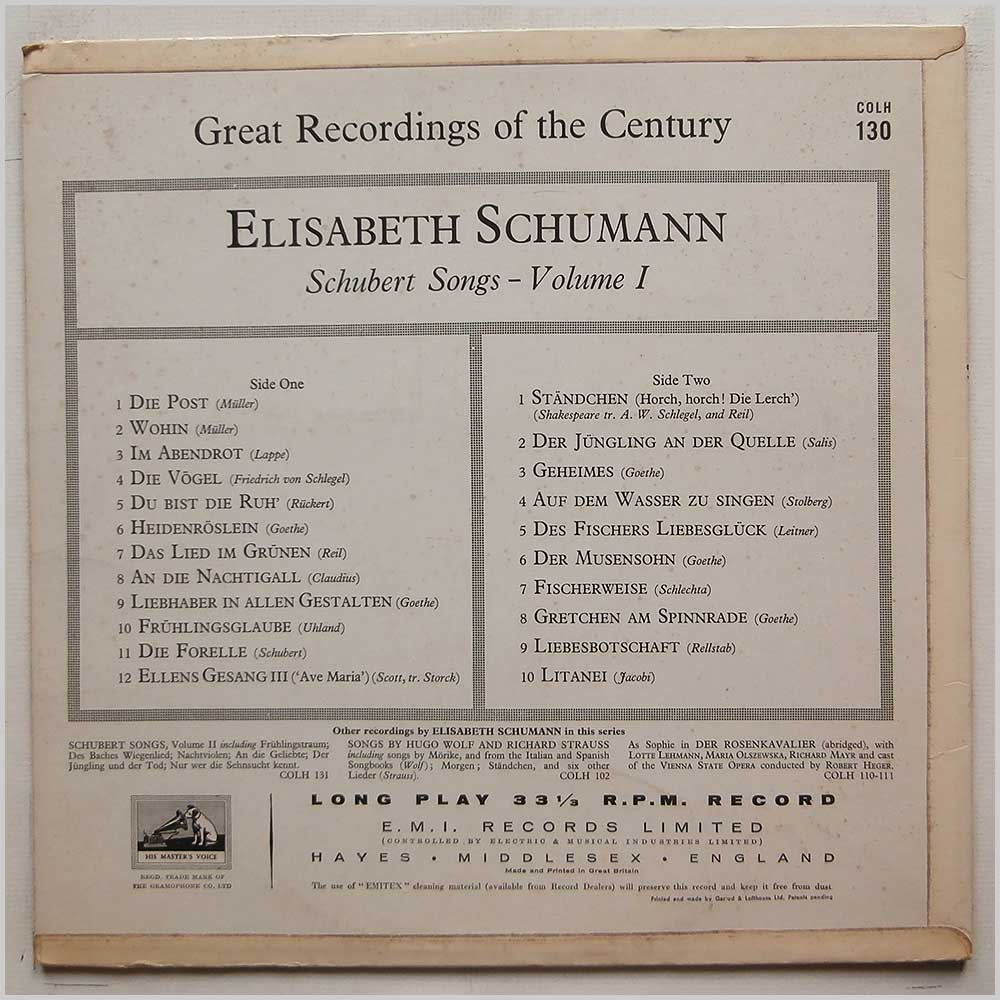 Great Recordings of the Century
COLH
130
ELISABETH SCHUMANN
Schubert Songs – Volume I
Side One
1 DIE POST (Müller)
2 WOHIN (Müller)
3 IM ABENDROT (Lappe)
4 DIE VÖGEL (Friedrich von Schlegel)
5 DU BIST DIE RUH' (Rückert)
6 HEIDENRÖSLEIN (Goethe)
7 DAS LIED IM GRÜNEN (Reil)
8 AN DIE NACHTIGALL (Claudius)
9 LIEBHABER IN ALLEN GESTALTEN (Goethe)
10 FRÜHLINGSGLAUBE (Uhland)
11 DIE FORELLE (Schubert)
12 ELLENS GESANG III ('Ave Maria') (Scott, tr. Storck)
Side Two
1 STÄNDCHEN (Horch, horch! Die Lerch')
(Shakespeare tr. A. W. Schlegel, and Reil)
2 DER JÜNGLING AN DER QUELLE (Salis)
3 GEHEIMES (Goethe)
4 AUF DEM WASSER ZU SINGEN (Stolberg)
5 DES FISCHERS LIEBESGLÜCK (Leitner)
6 DER MUSENSOHN (Goethe)
7 FISCHERWEISE (Schlechta)
8 GRETCHEN AM SPINNRADE (Goethe)
9 LIEBESBOTSCHAFT (Rellstab)
10 LITANEI (Jacobi)
Other recordings by ELISABETH SCHUMANN in this series
SCHUBERT SONGS, Volume II including Frühlingstraum;
Des Baches Wiegenlied; Nachtviolen; An die Geliebte; Der
Jüngling und der Tod; Nur wer die Sehnsucht kennt.
COLH 131
SONGS BY HUGO WOLF AND RICHARD STRAUSS
including songs by Mörike, and from the Italian and Spanish
Songbooks (Wolf); Morgen; Ständchen, and six other
Lieder (Strauss). COLH 102
As Sophie in DER ROSENKAVALIER (abridged), with
LOTTE LEHMANN, MARIA OLSZEWSKA, RICHARD MAYR and cast
of the VIENNA STATE OPERA conducted by ROBERT HEGER.
COLH 110-111
HIS MASTER'S VOICE
REGD. TRADE MARK OF
THE GRAMOPHONE CO. LTD
LONG PLAY 33 1/3 R.P.M. RECORD
E.M.I. RECORDS LIMITED
(CONTROLLED BY ELECTRIC & MUSICAL INDUSTRIES LIMITED)
HAYES • MIDDLESEX • ENGLAND
Made and Printed in Great Britain
The use of "EMITEX" cleaning material (available from Record Dealers) will preserve this record and keep it free from dust.
Printed and made by Garrod & Lofthouse Ltd. Patents pending